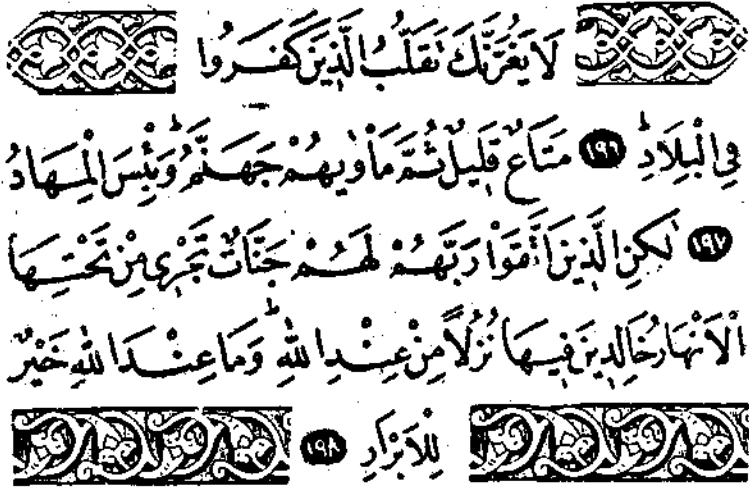 لَا يَغُرَّنَّكَ تَقَلُّبُ الَّذِينَ كَفَرُوا
فِي الْبِلَادِۜ ١٩٦ مَتَاعٌ قَلِيلٌ ثُمَّ مَأْوٰيهُمْ جَهَنَّمُۜ وَبِئْسَ الْمِهَادُ
١٩٧ لٰكِنِ الَّذِينَ اتَّقَوْا رَبَّهُمْ لَهُمْ جَنَّاتٌ تَجْرِي مِنْ تَحْتِهَا
الْاَنْهَارُ خَالِدِينَ فِيهَا نُزُلًا مِنْ عِنْدِ اللّٰهِۜ وَمَا عِنْدَ اللّٰهِ خَيْرٌ
لِلْاَبْرَارِ ١٩٨